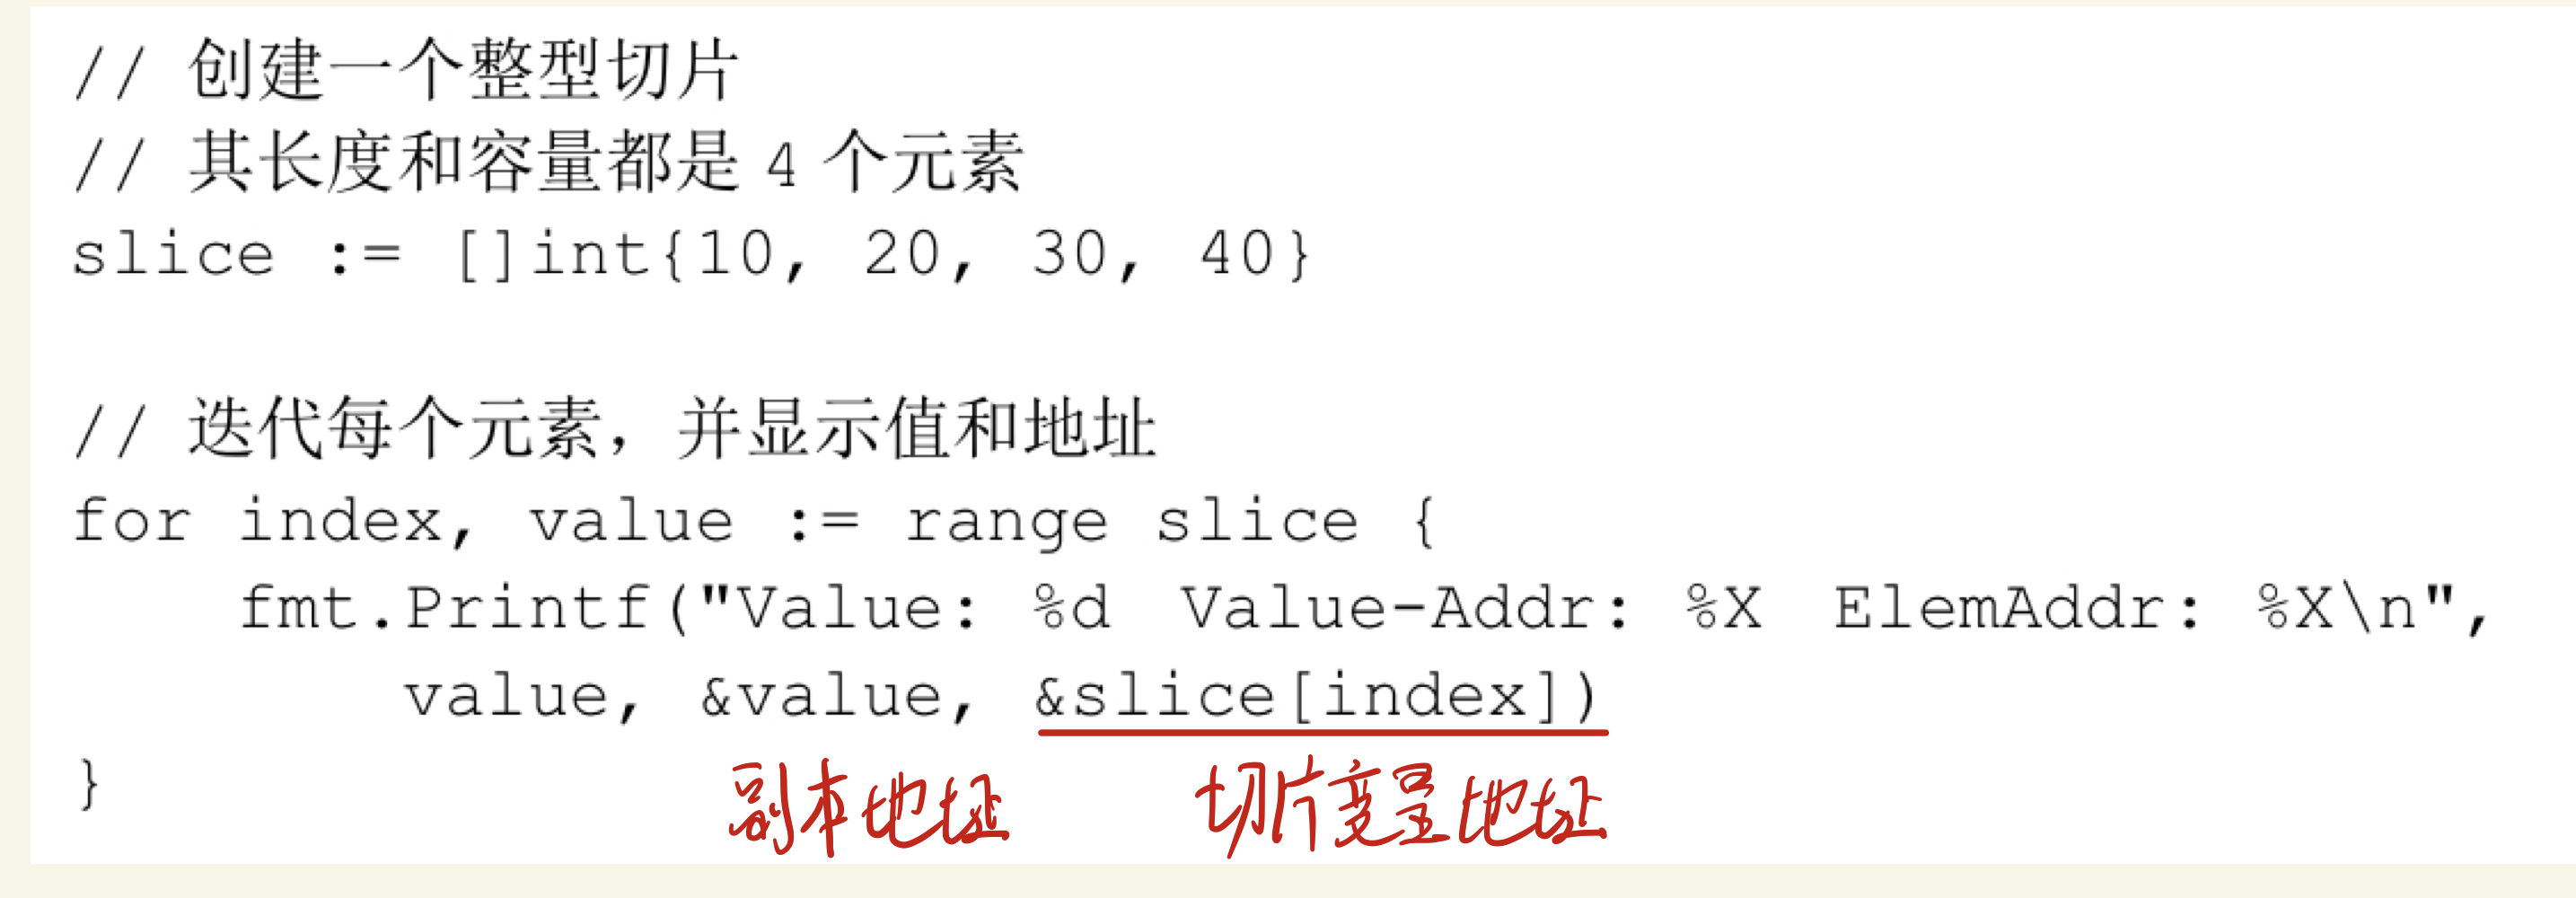 // 创建一个整型切片
// 其长度和容量都是 4 个元素
slice := []int{10, 20, 30, 40}
// 迭代每个元素，并显示值和地址
for index, value := range slice {
    fmt.Printf("Value: %d  Value-Addr: %X  ElemAddr: %X\n",
        value, &value, &slice[index])
}
副本地址 切片变量地址